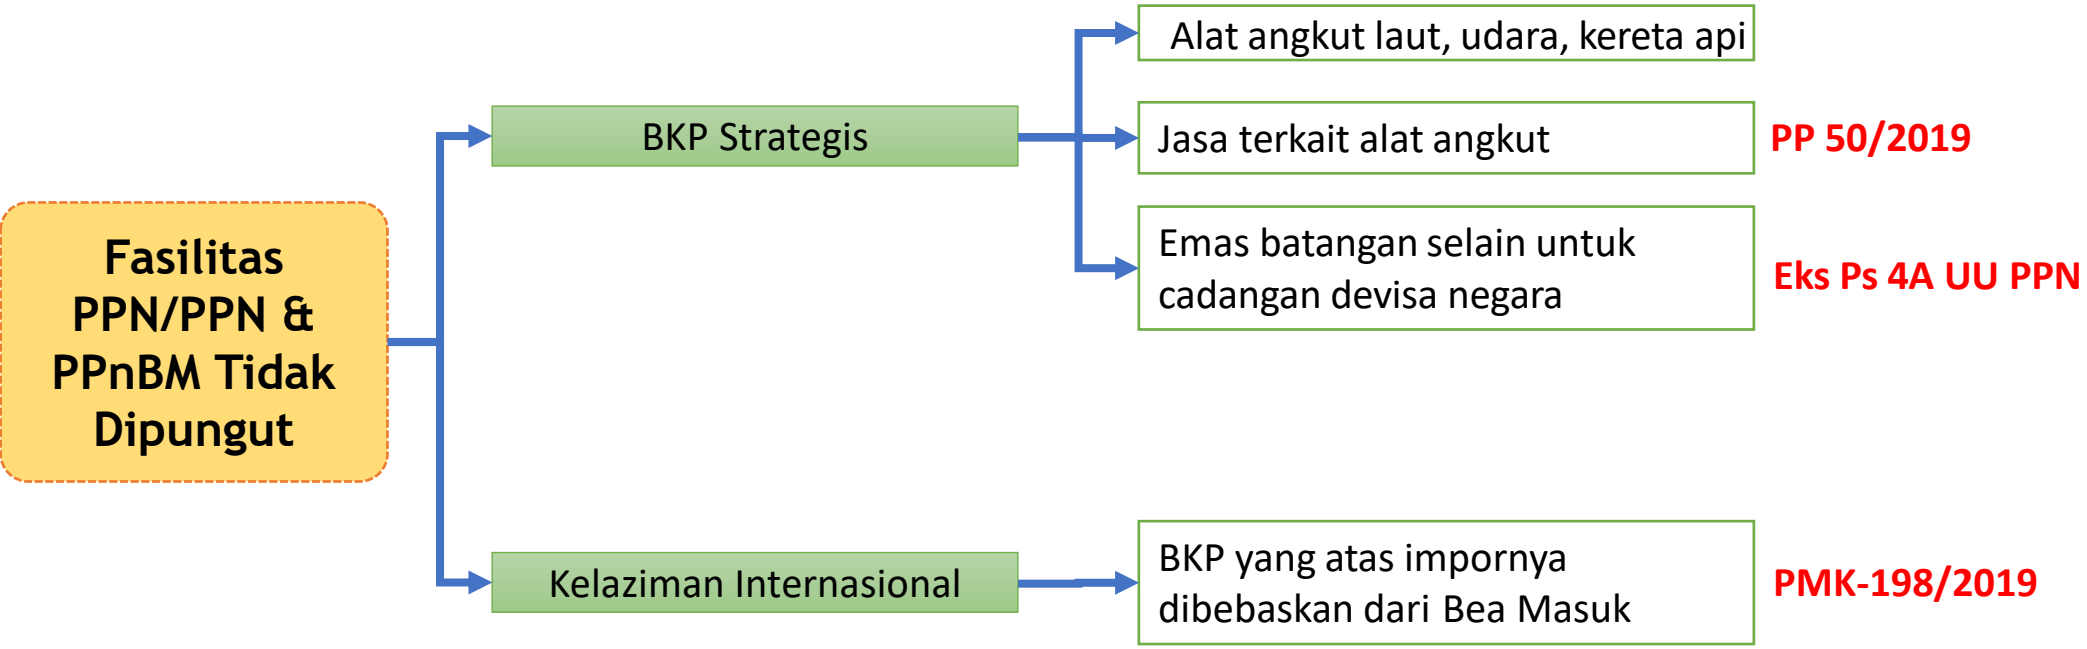 Fasilitas
PPN/PPN &
PPnBM Tidak
Dipungut
BKP Strategis
Alat angkut laut, udara, kereta api
Jasa terkait alat angkut
PP 50/2019
Emas batangan selain untuk
cadangan devisa negara
Eks Ps 4A UU PPN
Kelaziman Internasional
BKP yang atas impornya
dibebaskan dari Bea Masuk
PMK-198/2019